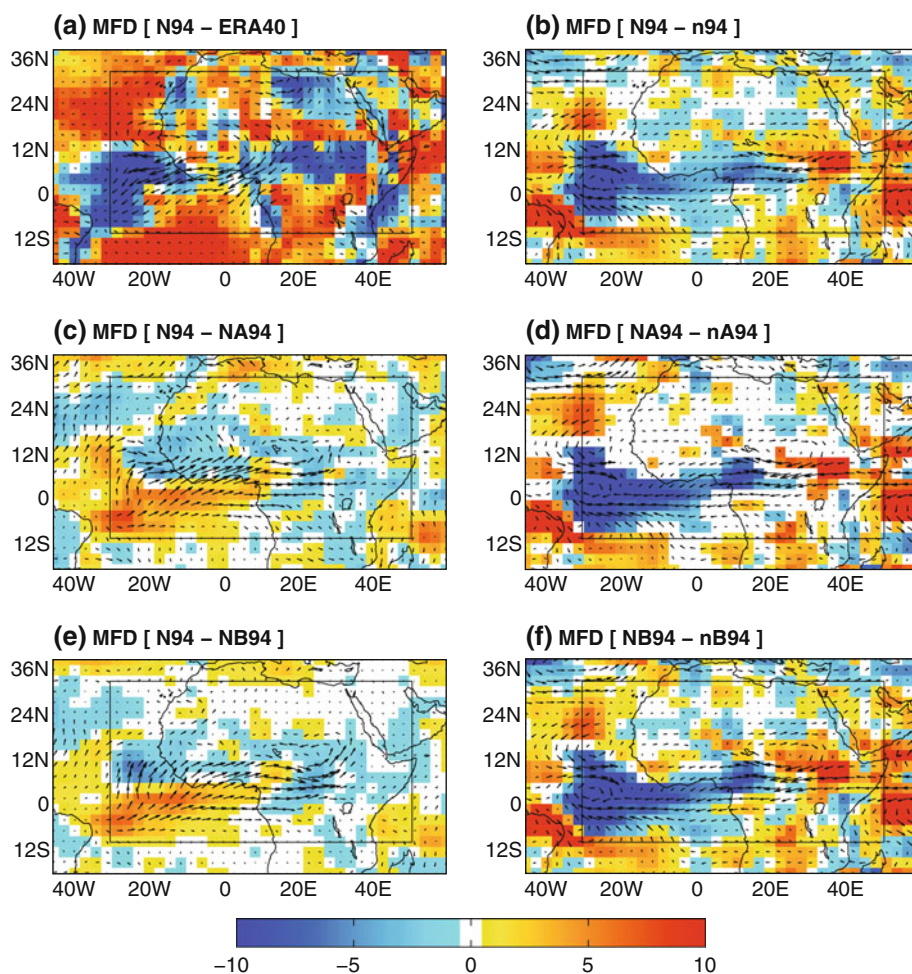 (a) MFD [ N94 – ERA40 ]
36N
24N
12N
0
12S
40W 20W 0 20E 40E
(b) MFD [ N94 – n94 ]
36N
24N
12N
0
12S
40W 20W 0 20E 40E
(c) MFD [ N94 – NA94 ]
36N
24N
12N
0
12S
40W 20W 0 20E 40E
(d) MFD [ NA94 – nA94 ]
36N
24N
12N
0
12S
40W 20W 0 20E 40E
(e) MFD [ N94 – NB94 ]
36N
24N
12N
0
12S
40W 20W 0 20E 40E
(f) MFD [ NB94 – nB94 ]
36N
24N
12N
0
12S
40W 20W 0 20E 40E
−10 −5 0 5 10